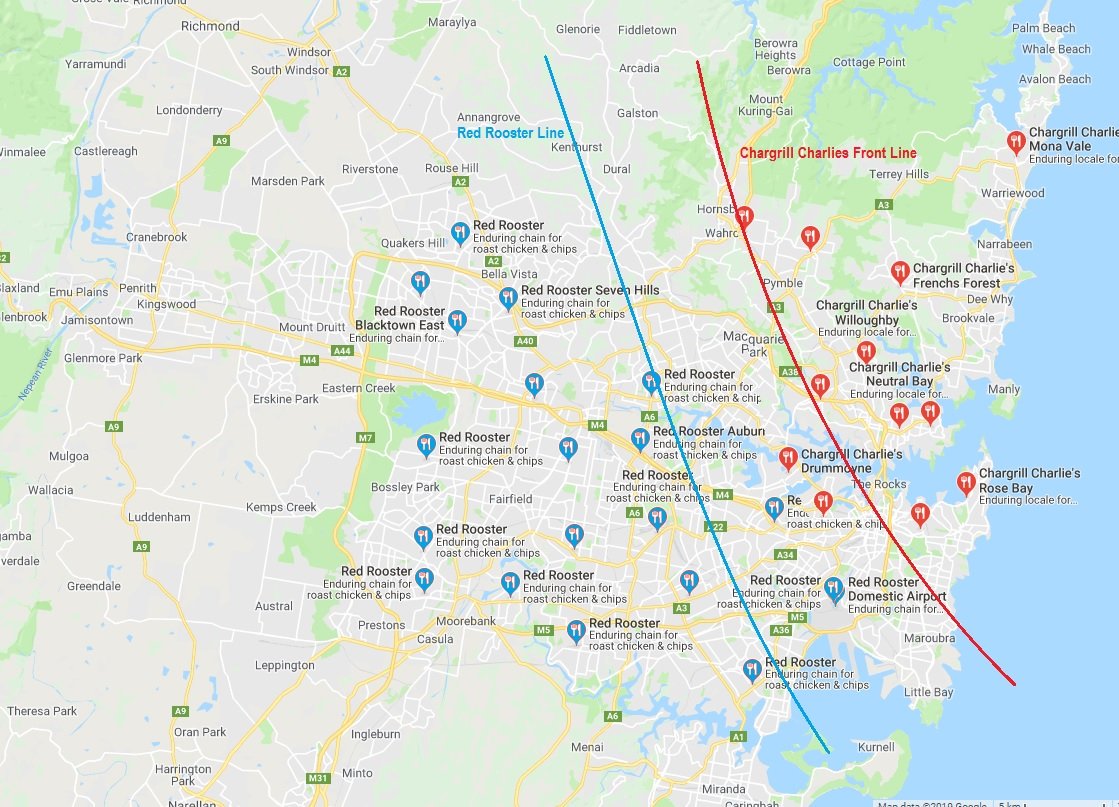 Richmond
Glenorie
Fiddletown
Maraylya
Palm Beach
Windsor
Berowra
Heights
Whale Beach
Yarramundi
South Windsor
A2
Arcadia
Berowra
Cottage Point
Avalon Beach
Londonderry
Annangrove
Galston
Mount
Kuring-Gai
Red Rooster Line
A9
Chargrill Charlie
Mona Vale
Enduring locale fo
Castlereagh
Kenthurst
Chargrill Charlies Front Line
Riverstone
Rouse Hill
Dural
Terrey Hills
Marsden Park
A2
Warriewood
A3
Hornsb
Cranebrook
Red Rooster
Enduring chain for
roast chicken & chips
Wahro
Quakers Hill
Narrabeen
A2
Bella Vista
Chargrill Charlie's
Frenchs Forest
Emu Plains
Penrith
Kingswood
Red Rooster Seven Hills
Enduring chain for
roast chicken & chips
Pymble
Dee Why
Jamisontown
Red Rooster
Blacktown East
Enduring chain for...
Chargrill Charlie's
Willoughby
Enduring locale for...
Brookvale
Mount Druitt
A3
Macquarie
Park
Glenmore Park
A44
A40
M4
Nepean River
Eastern Creek
Erskine Park
Red Rooster
Enduring chain for
roast chicken & chip
A38
Chargrill Charlie's
Neutral Bay
Enduring locale for...
Manly
A9
M7
M4
A6
Red Rooster
Enduring chain for
roast chicken & chips
Red Rooster Auburn
Enduring chain for
roast chicken & chips
Mulgoa
Chargrill Charlie's
Drummoyne
Red Rooster
Enduring chain for
roast chicken & chips
Chargrill Charlie's
Rose Bay
Enduring locale for...
Wallacia
Bossley Park
Fairfield
M4
The Rocks
Kemps Creek
Luddenham
A6
A22
Re
roast chicken & chip
A9
Red Rooster
Enduring chain for
roast chicken & chips
A34
Greendale
Red Rooster
Enduring chain for
roast chicken & chips
Red Rooster
Enduring chain for
roast chicken & chips
Red Rooster
Enduring chain for
roast chicken & chips
Red Rooster
Domestic Airport
Enduring chain for...
A3
M5
Austral
Prestons
Moorebank
Casula
M5
Red Rooster
Enduring chain for
roast chicken & chips
A36
Maroubra
Leppington
Red Rooster
Enduring chain for
roast chicken & chips
Little Bay
Theresa Park
A9
A6
Oran Park
Ingleburn
A1
Menai
Kurnell
Harrington
Park
Minto
M31
Miranda
Narellan
Caringbah
Map data ©2019 Google
5 km